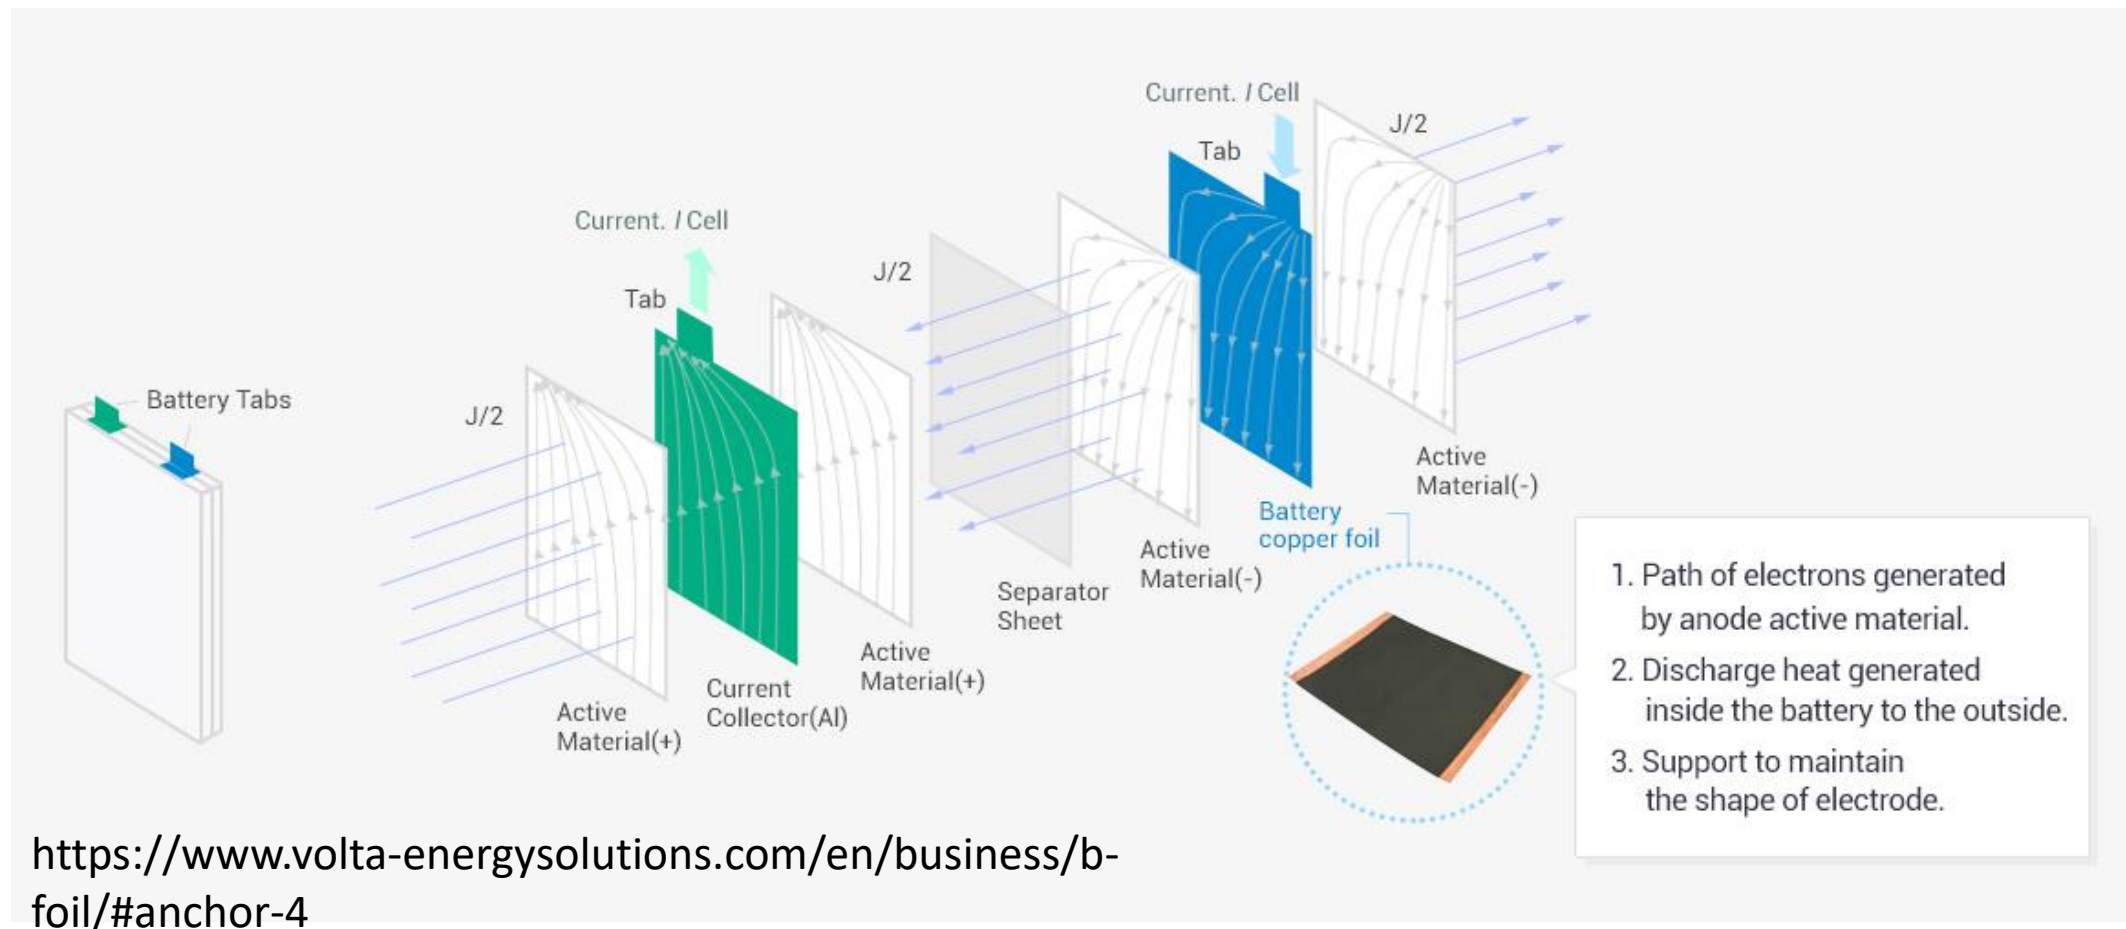 Current. I Cell
J/2
Tab
Current. I Cell
J/2
Tab
Battery Tabs
J/2
Active
Material(-)
Battery
copper foil
Active
Material(-)
Separator
Sheet
Active
Material(+)
Current
Collector(Al)
Active
Material(+)
1. Path of electrons generated
by anode active material.
2. Discharge heat generated
inside the battery to the outside.
3. Support to maintain
the shape of electrode.
https://www.volta-energysolutions.com/en/business/b-
foil/#anchor-4